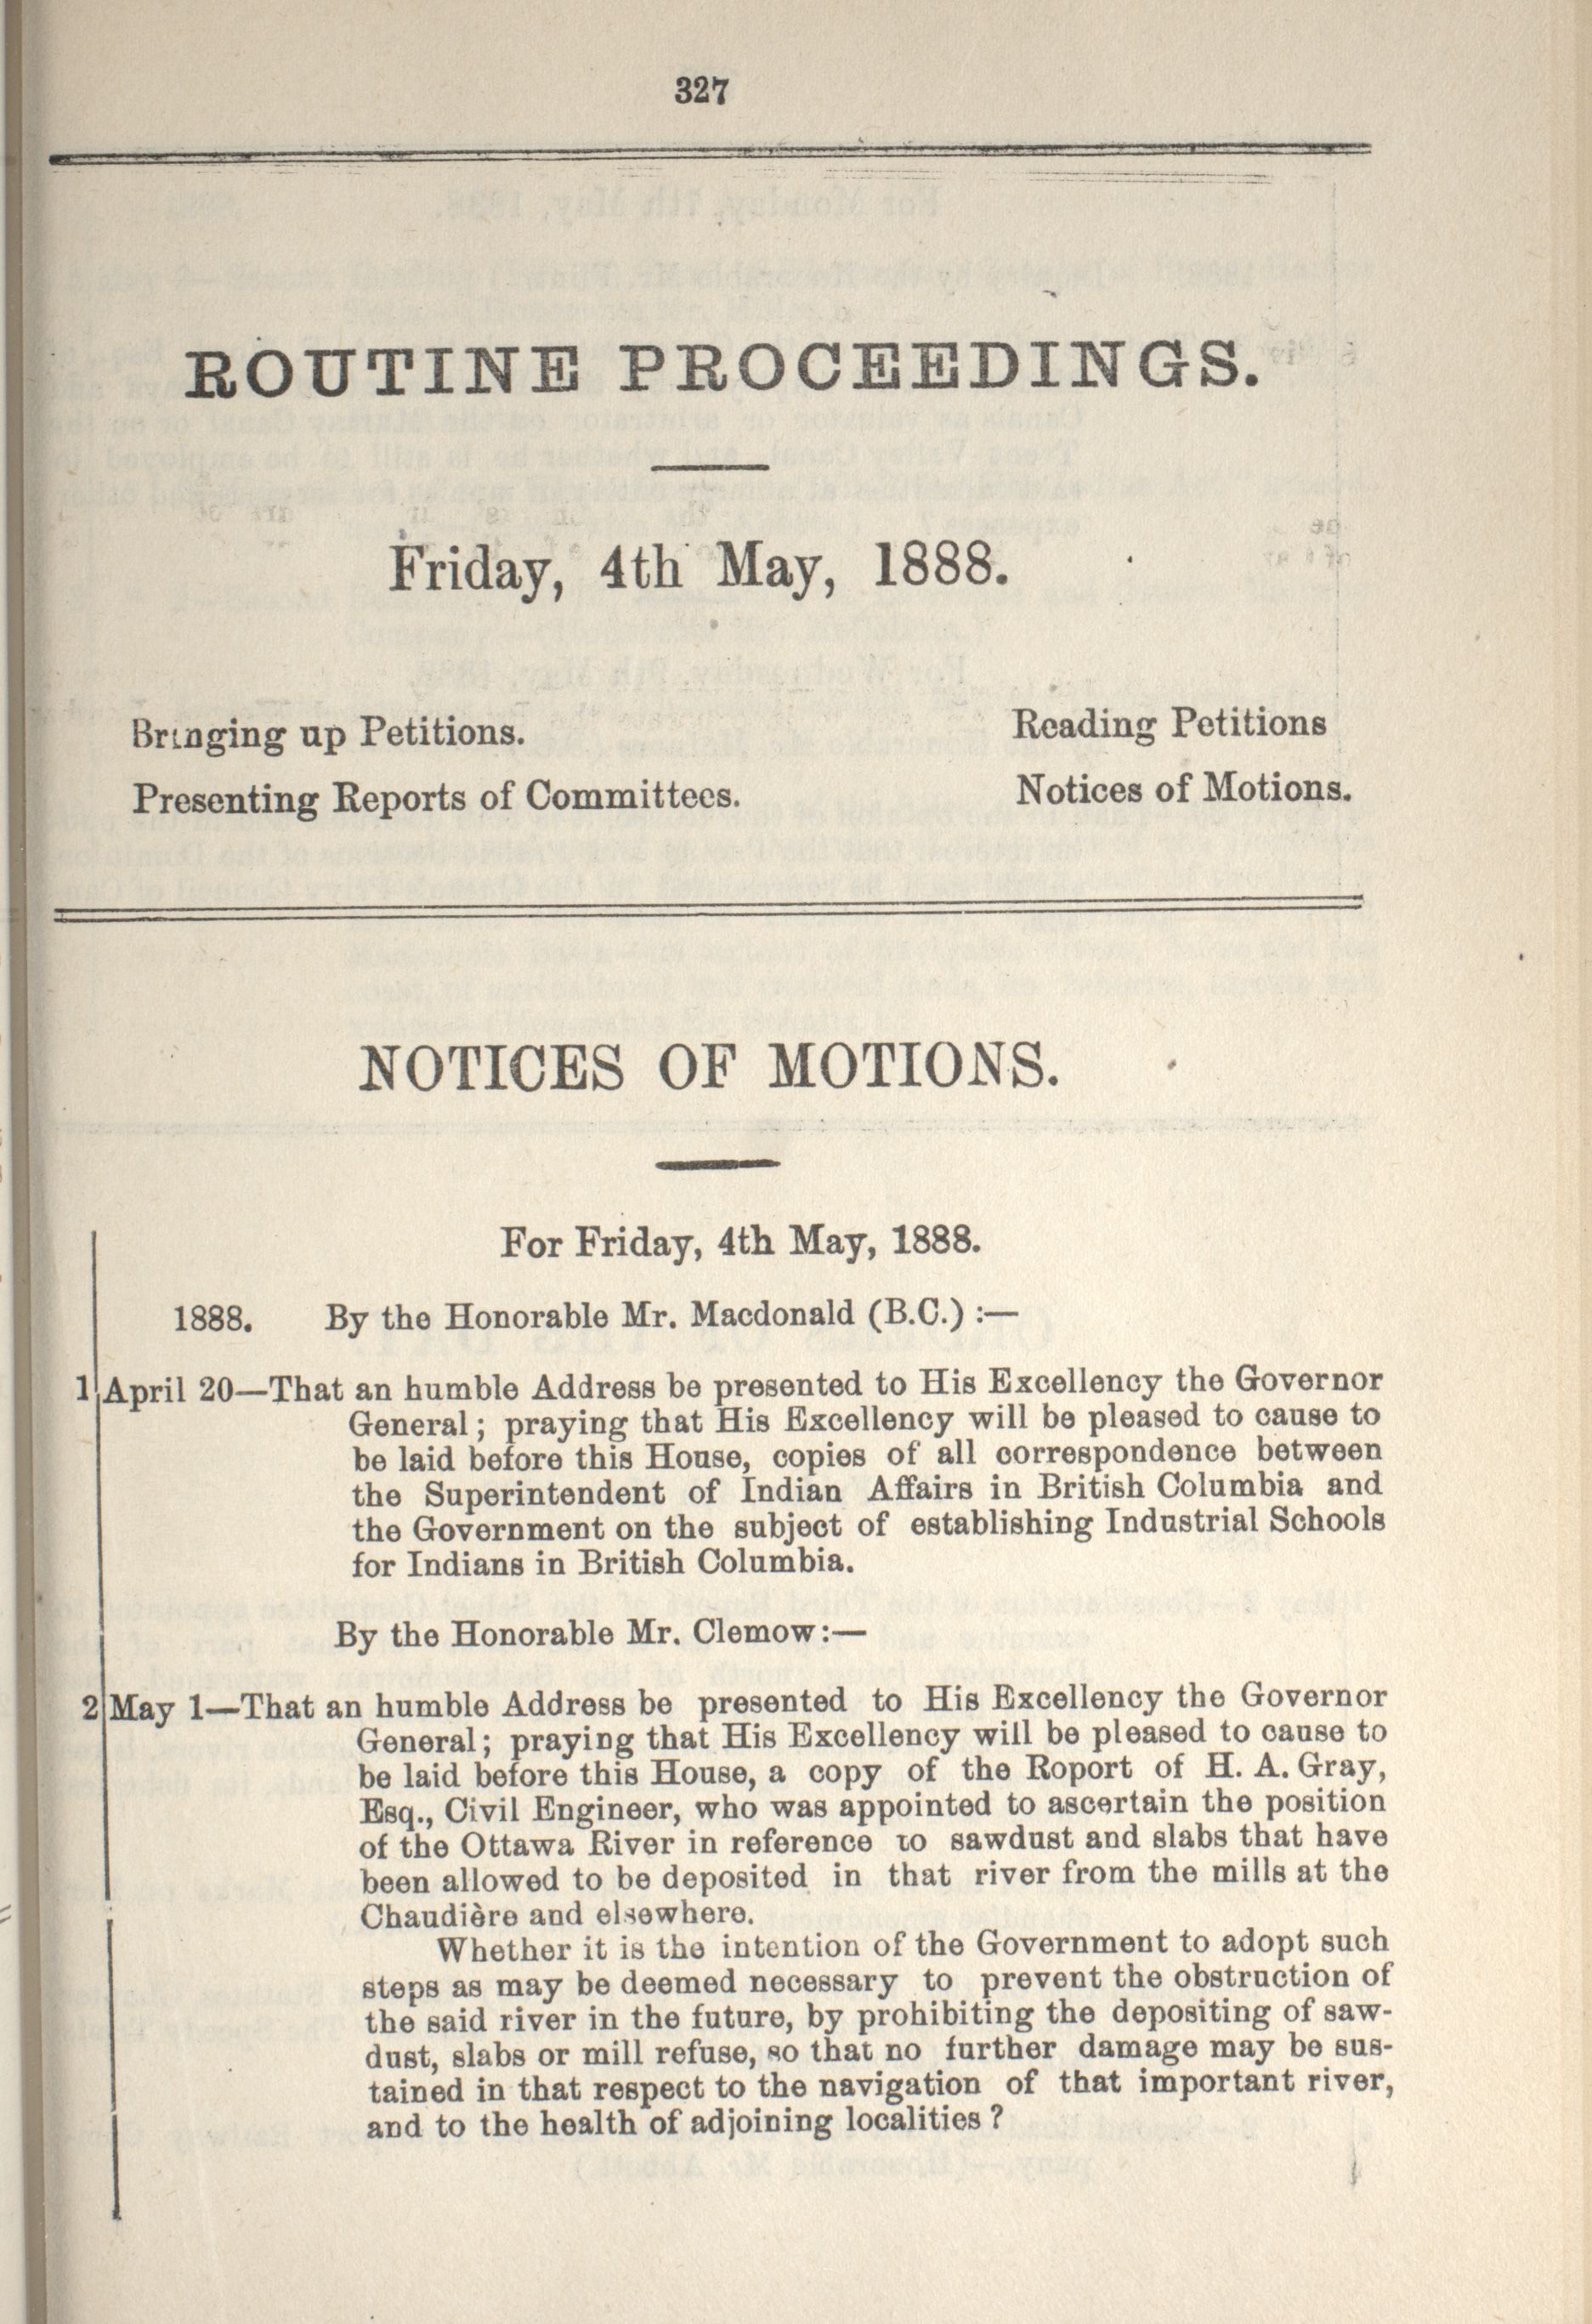 327
ROUTINE PROCEEDINGS.
Friday, 4th May, 1888.
Bringing up Petitions.
Reading Petitions
Presenting Reports of Committees.
Notices of Motions.
NOTICES OF MOTIONS.
For Friday, 4th May, 1888.
1888. By the Honorable Mr. Macdonald (B.C.) :—
1 April 20—That an humble Address be presented to His Excellency the Governor
General ; praying that His Excellency will be pleased to cause to
be laid before this House, copies of all correspondence between
the Superintendent of Indian Affairs in British Columbia and
the Government on the subject of establishing Industrial Schools
for Indians in British Columbia.
By the Honorable Mr. Clemow:—
2 May 1—That an humble Address be presented to His Excellency the Governor
General ; praying that His Excellency will be pleased to cause to
be laid before this House, a copy of the Roport of H. A. Gray,
Esq., Civil Engineer, who was appointed to ascertain the position
of the Ottawa River in reference to sawdust and slabs that have
been allowed to be deposited in that river from the mills at the
Chaudière and elsewhere.
Whether it is the intention of the Government to adopt such
steps as may be deemed necessary to prevent the obstruction of
the said river in the future, by prohibiting the depositing of saw-
dust, slabs or mill refuse, so that no further damage may be sus-
tained in that respect to the navigation of that important river,
and to the health of adjoining localities ?